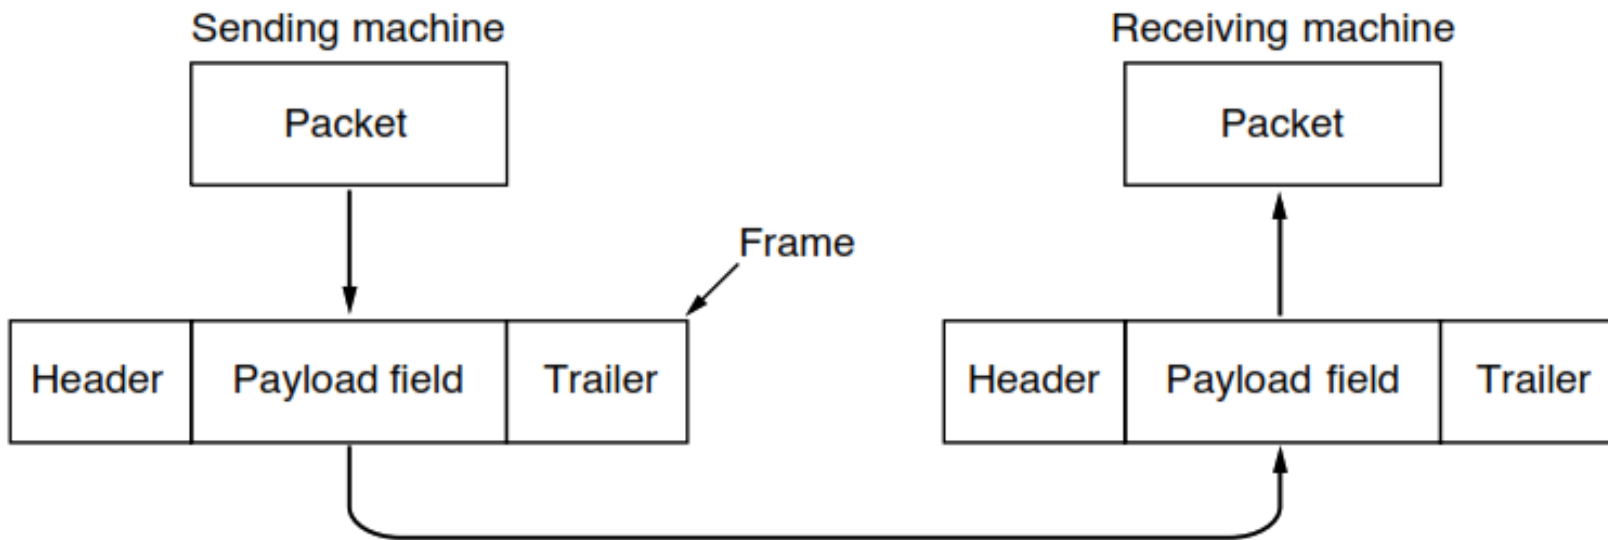 Sending machine
Receiving machine
Packet
Packet
Frame
Header
Payload field
Trailer
Header
Payload field
Trailer